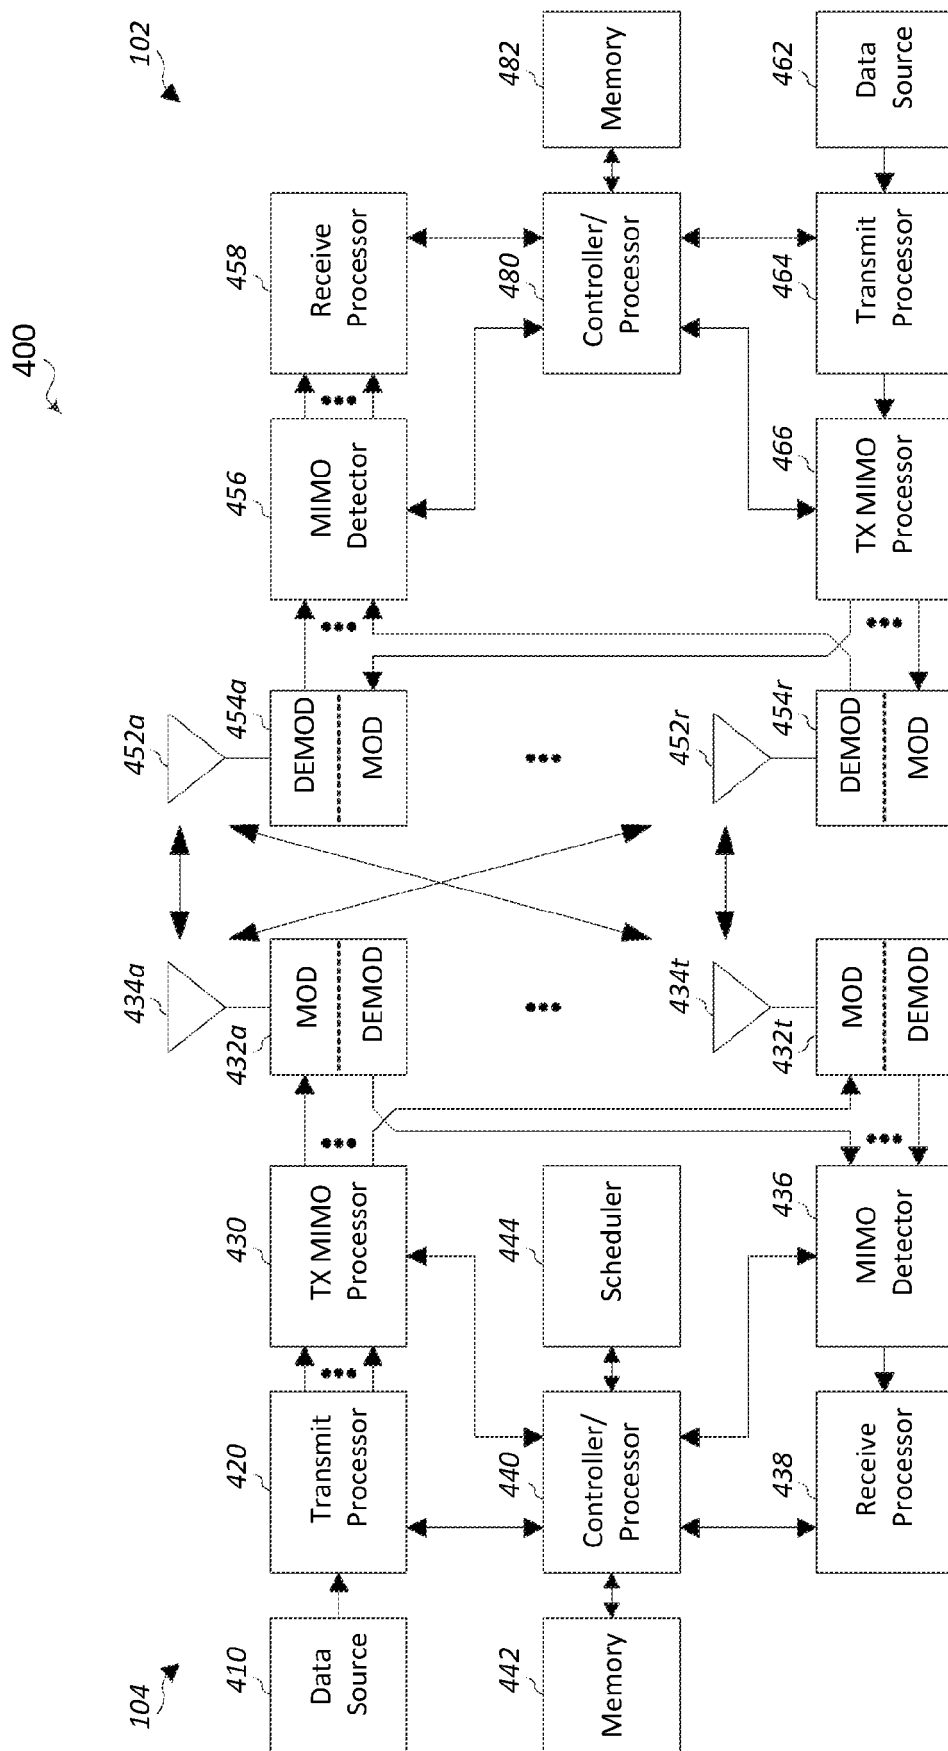 400
104
102
410
Data
Source
420
Transmit
Processor
430
TX MIMO
Processor
434a
432a
MOD
DEMOD
452a
454a
DEMOD
MOD
456
MIMO
Detector
458
Receive
Processor
442
Memory
440
Controller/
Processor
444
Scheduler
480
Controller/
Processor
482
Memory
438
Receive
Processor
436
MIMO
Detector
434t
432t
MOD
DEMOD
452r
454r
DEMOD
MOD
466
TX MIMO
Processor
464
Transmit
Processor
462
Data
Source